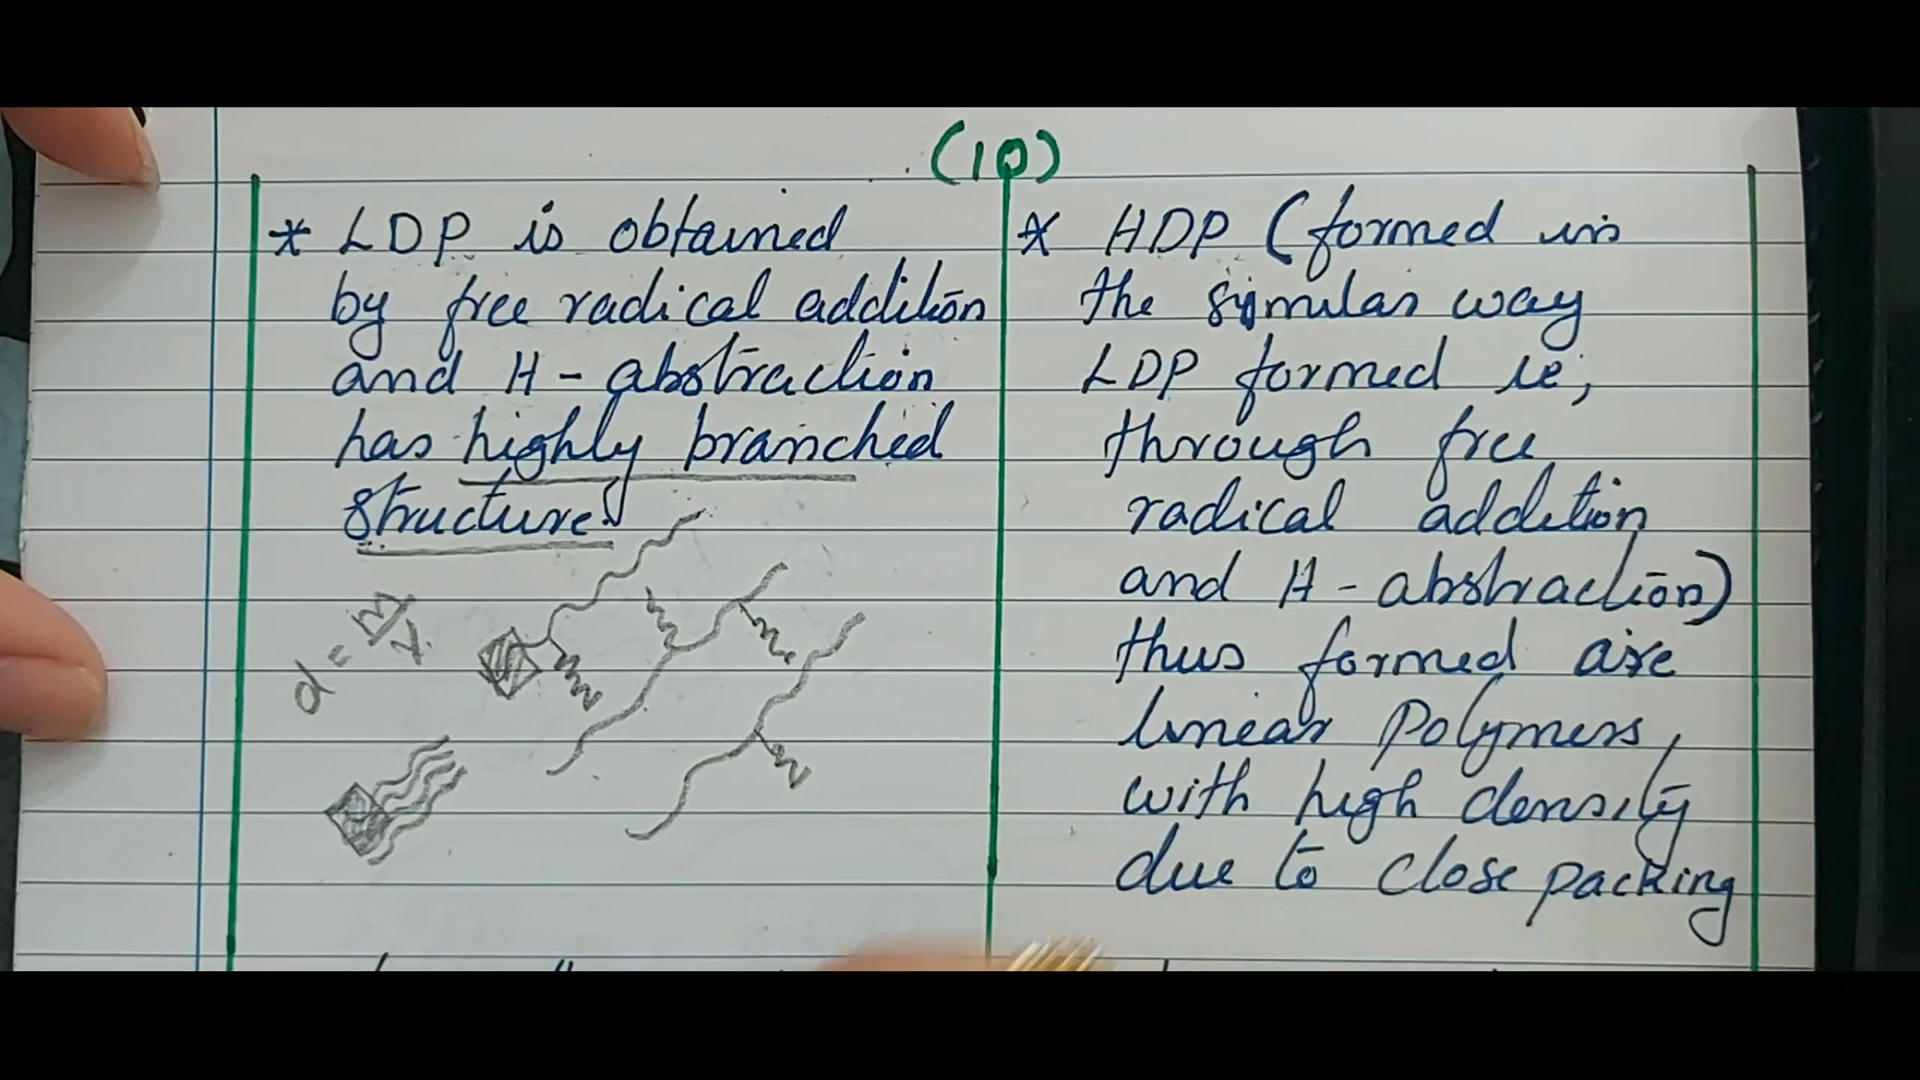 (10)
* LDP is obtained
by free radical addition
and H - abstraction
has highly branched
structure.
d = M/V
* HDP (formed in
the similar way
LDP formed ie,
through free
radical addition
and H - abstraction)
thus formed are
linear polymers,
with high density
due to close packing